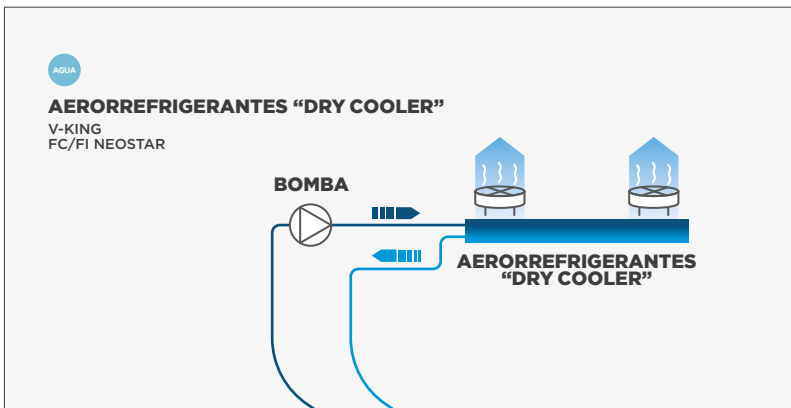 AGUA
AERORREFRIGERANTES “DRY COOLER”
V-KING
FC/FI NEOSTAR
BOMBA
AERORREFRIGERANTES
“DRY COOLER”